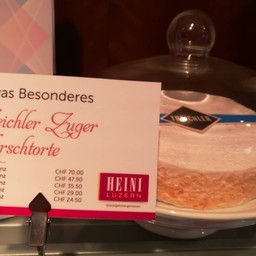 was Besonderes
eichler Zuger
rschtorte
CHF 70.00
CHF 47.50
CHF 35.50
CHF 29.00
CHF 24.50
HEINI
LUZERN